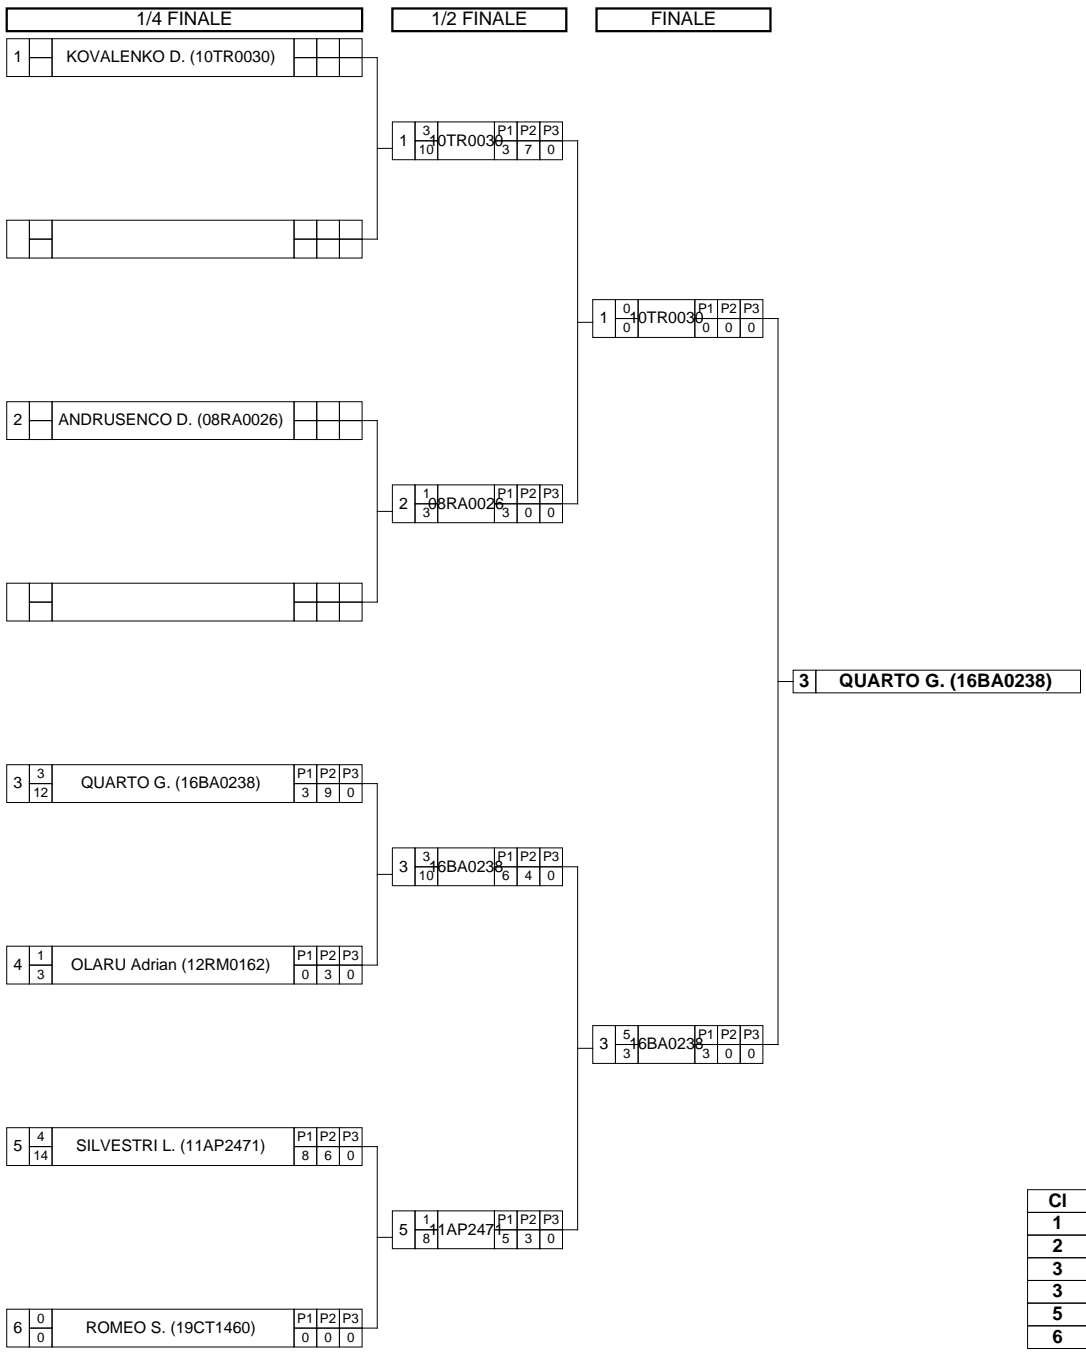 1/4 FINALE 1/2 FINALE FINALE
1 KOVALENKO D. (10TR0030)
1 3 10 10TR0030 P1 P2 P3 3 7 0
1 0 0 10TR0030 P1 P2 P3 0 0 0
2 ANDRUSENCO D. (08RA0026)
2 1 3 08RA0026 P1 P2 P3 3 0 0
3 QUARTO G. (16BA0238)
3 3 12 QUARTO G. (16BA0238) P1 P2 P3 3 9 0
3 3 10 16BA0238 P1 P2 P3 6 4 0
4 1 3 OLARU Adrian (12RM0162) P1 P2 P3 0 3 0
3 5 3 16BA0238 P1 P2 P3 3 0 0
5 4 14 SILVESTRI L. (11AP2471) P1 P2 P3 8 6 0
5 1 8 11AP2471 P1 P2 P3 5 3 0
6 0 0 ROMEO S. (19CT1460) P1 P2 P3 0 0 0
Cl
1
2
3
3
5
6